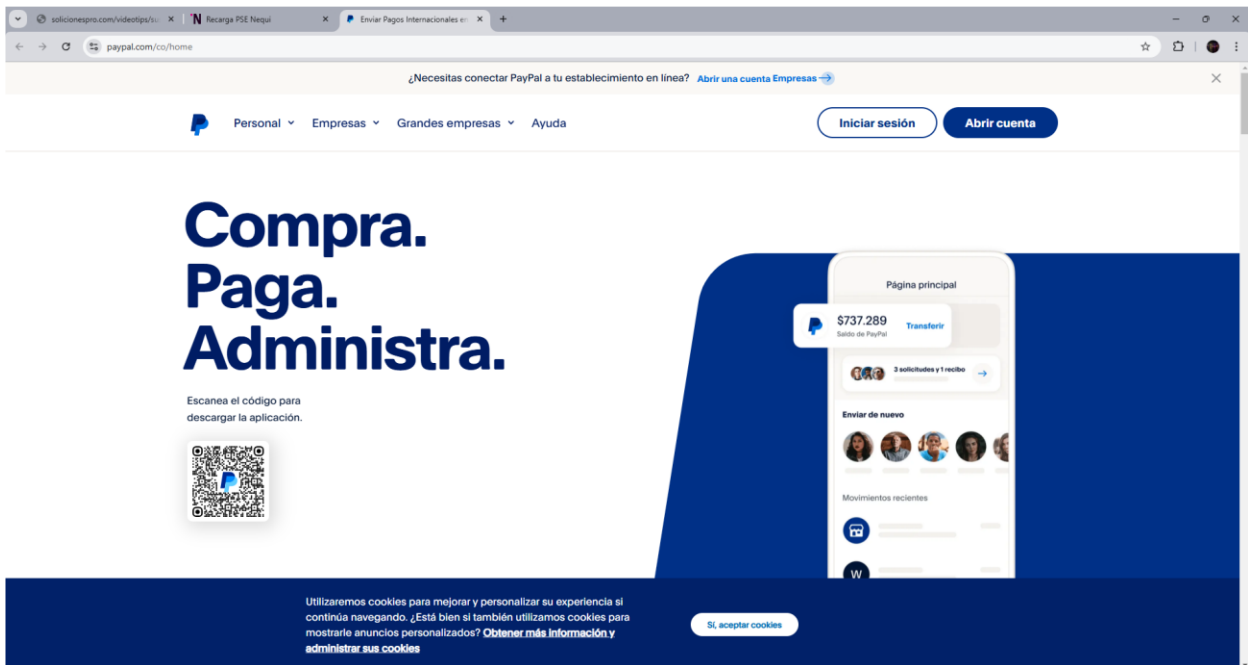 solicionespro.com/videotips/su
Recarga PSE Nequi
Enviar Pagos Internacionales en
paypal.com/co/home
¿Necesitas conectar PayPal a tu establecimiento en línea? Abrir una cuenta Empresas
Personal
Empresas
Grandes empresas
Ayuda
Iniciar sesión
Abrir cuenta
Compra.
Paga.
Administra.
Escanea el código para
descargar la aplicación.
Página principal
$737.289
Saldo de PayPal
Transferir
3 solicitudes y 1 recibo
Enviar de nuevo
Movimientos recientes
W
Utilizaremos cookies para mejorar y personalizar su experiencia si
continúa navegando. ¿Está bien si también utilizamos cookies para
mostrarle anuncios personalizados? Obtener más información y
administrar sus cookies
Sí, aceptar cookies